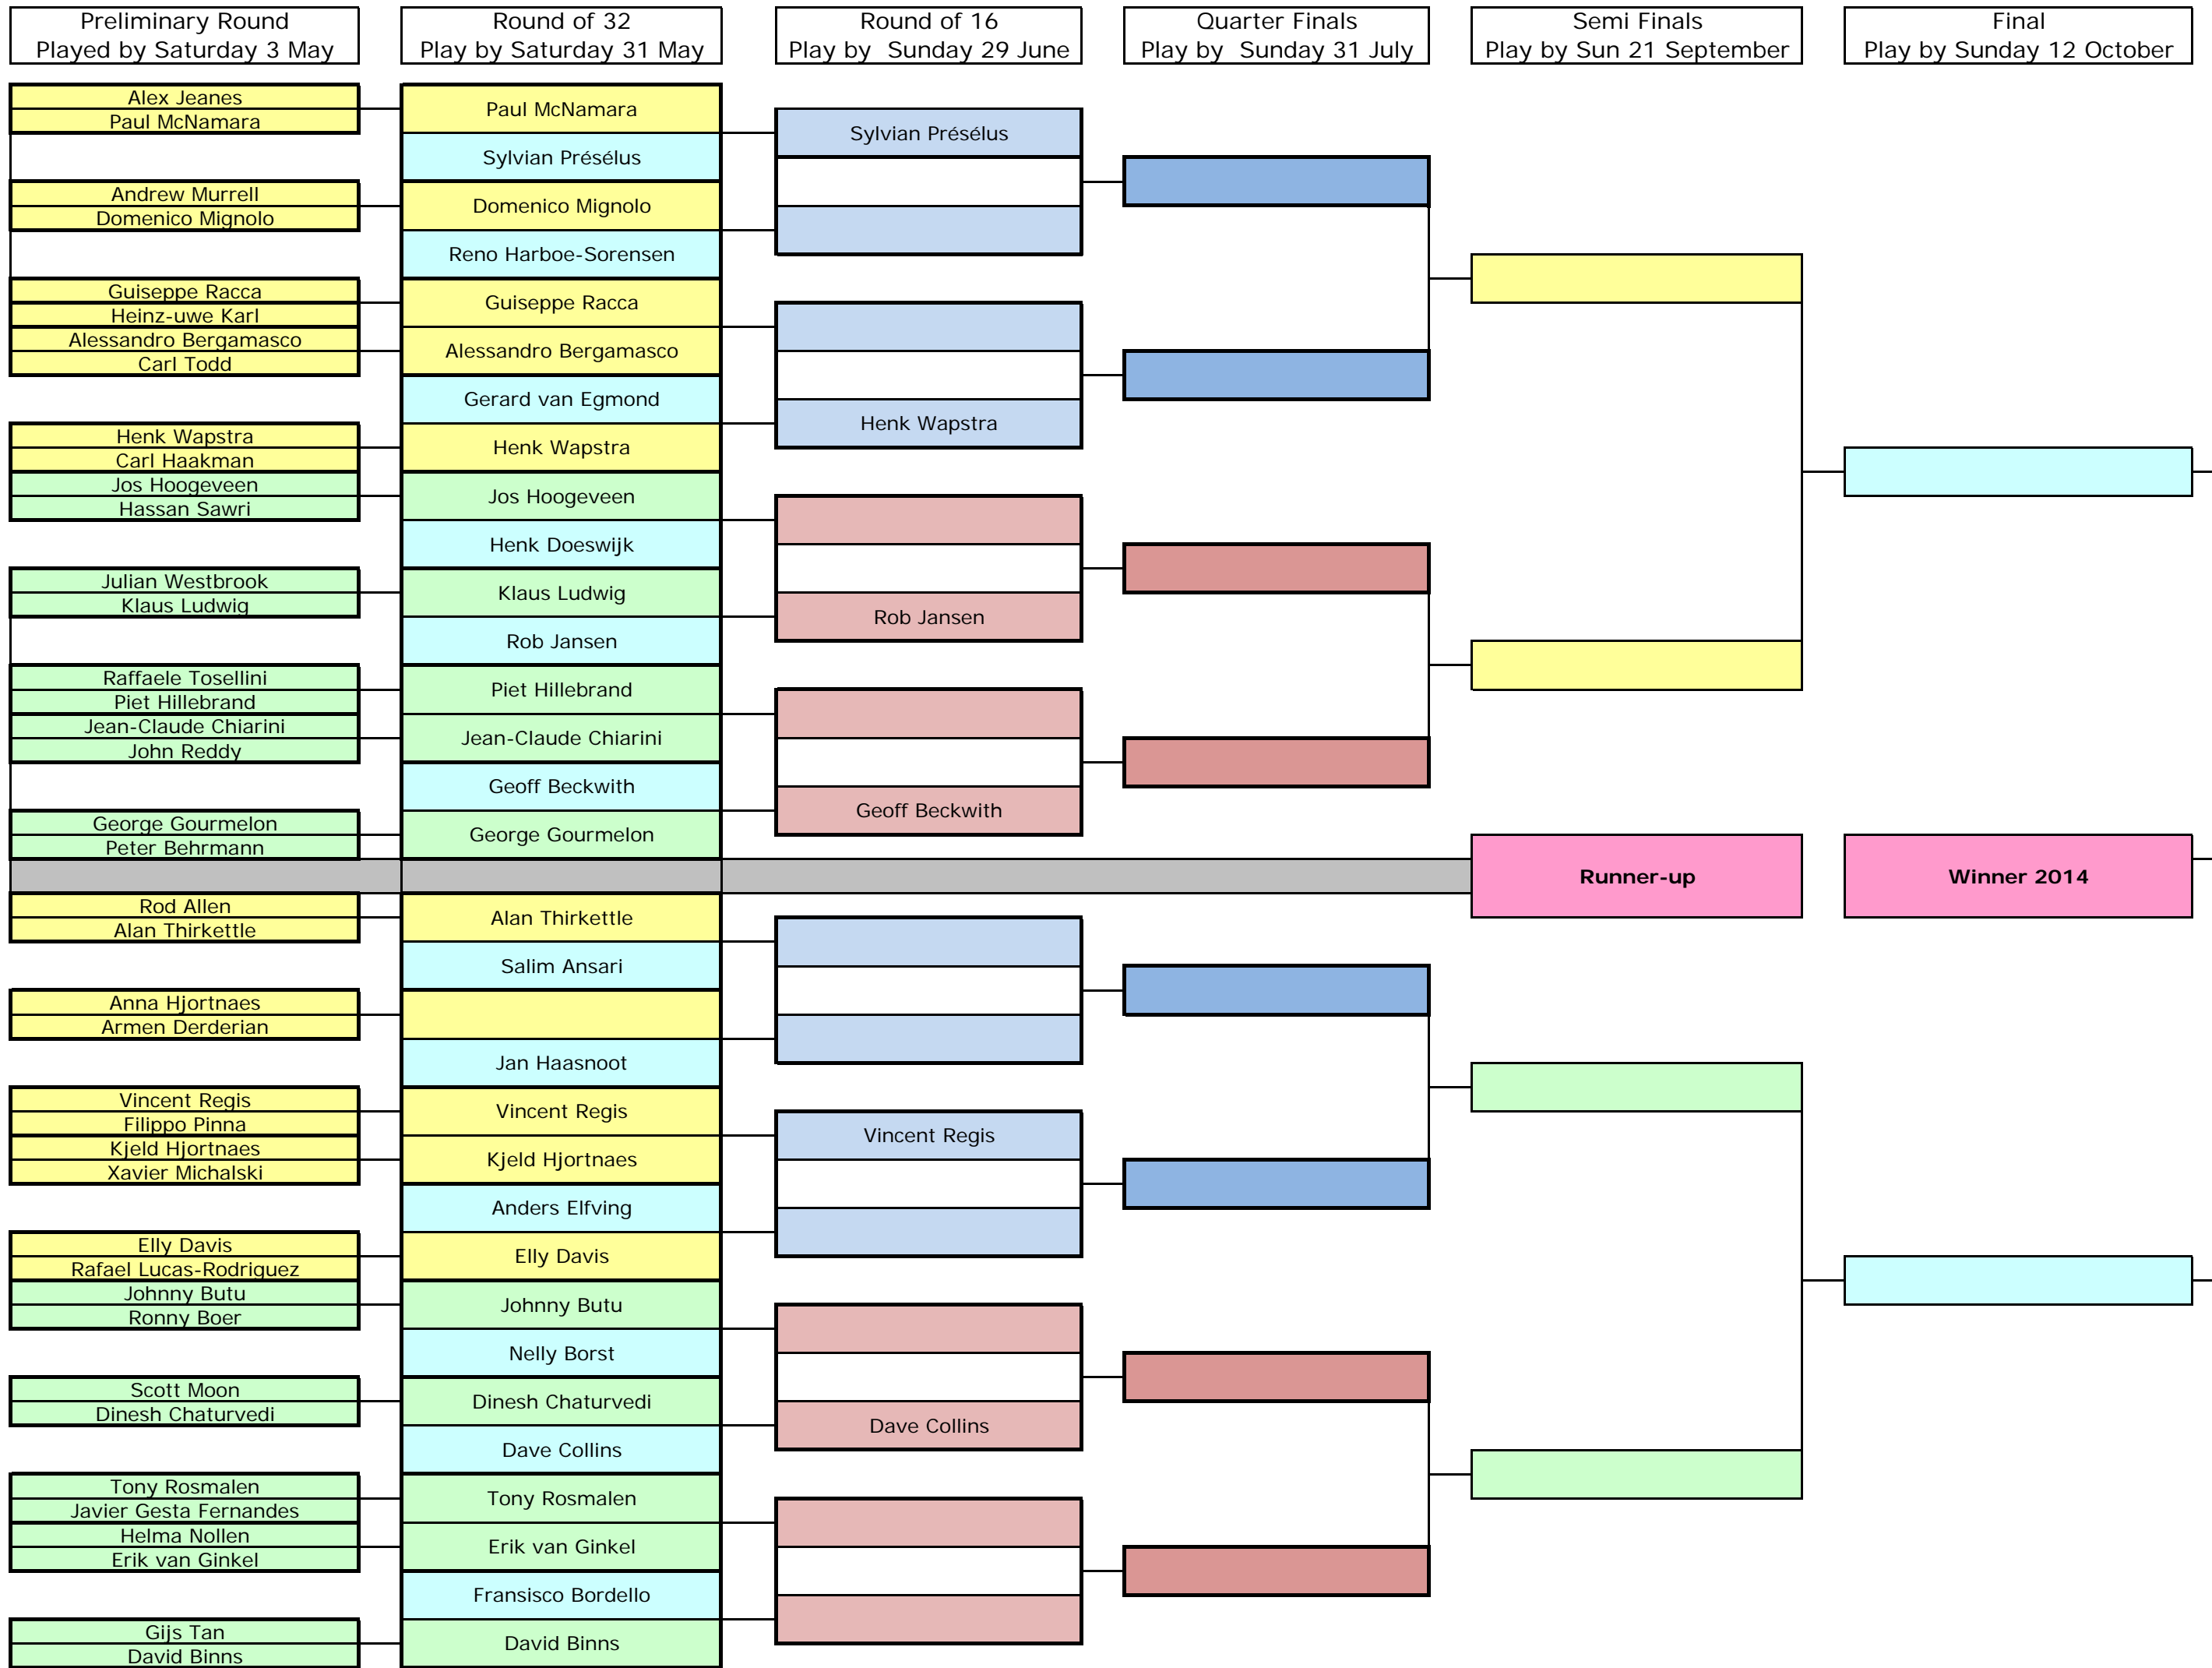 Preliminary Round
Played by Saturday 3 May
Round of 32
Play by Saturday 31 May
Round of 16
Play by  Sunday 29 June
Quarter Finals
Play by  Sunday 31 July
Semi Finals
Play by Sun 21 September
Final
Play by Sunday 12 October
Alex Jeanes
Paul McNamara
Andrew Murrell
Domenico Mignolo
Guiseppe Racca
Heinz-uwe Karl
Alessandro Bergamasco
Carl Todd
Henk Wapstra
Carl Haakman
Jos Hoogeveen
Hassan Sawri
Julian Westbrook
Klaus Ludwig
Raffaele Tosellini
Piet Hillebrand
Jean-Claude Chiarini
John Reddy
George Gourmelon
Peter Behrmann
Rod Allen
Alan Thirkettle
Anna Hjortnaes
Armen Derderian
Vincent Regis
Filippo Pinna
Kjeld Hjortnaes
Xavier Michalski
Elly Davis
Rafael Lucas-Rodriguez
Johnny Butu
Ronny Boer
Scott Moon
Dinesh Chaturvedi
Tony Rosmalen
Javier Gesta Fernandes
Helma Nollen
Erik van Ginkel
Gijs Tan
David Binns
Paul McNamara
Sylvian Présélus
Domenico Mignolo
Reno Harboe-Sorensen
Guiseppe Racca
Alessandro Bergamasco
Gerard van Egmond
Henk Wapstra
Jos Hoogeveen
Henk Doeswijk
Klaus Ludwig
Rob Jansen
Piet Hillebrand
Jean-Claude Chiarini
Geoff Beckwith
George Gourmelon
Alan Thirkettle
Salim Ansari
Jan Haasnoot
Vincent Regis
Kjeld Hjortnaes
Anders Elfving
Elly Davis
Johnny Butu
Nelly Borst
Dinesh Chaturvedi
Dave Collins
Tony Rosmalen
Erik van Ginkel
Fransisco Bordello
David Binns
Sylvian Présélus
Henk Wapstra
Rob Jansen
Geoff Beckwith
Vincent Regis
Dave Collins
Runner-up
Winner 2014